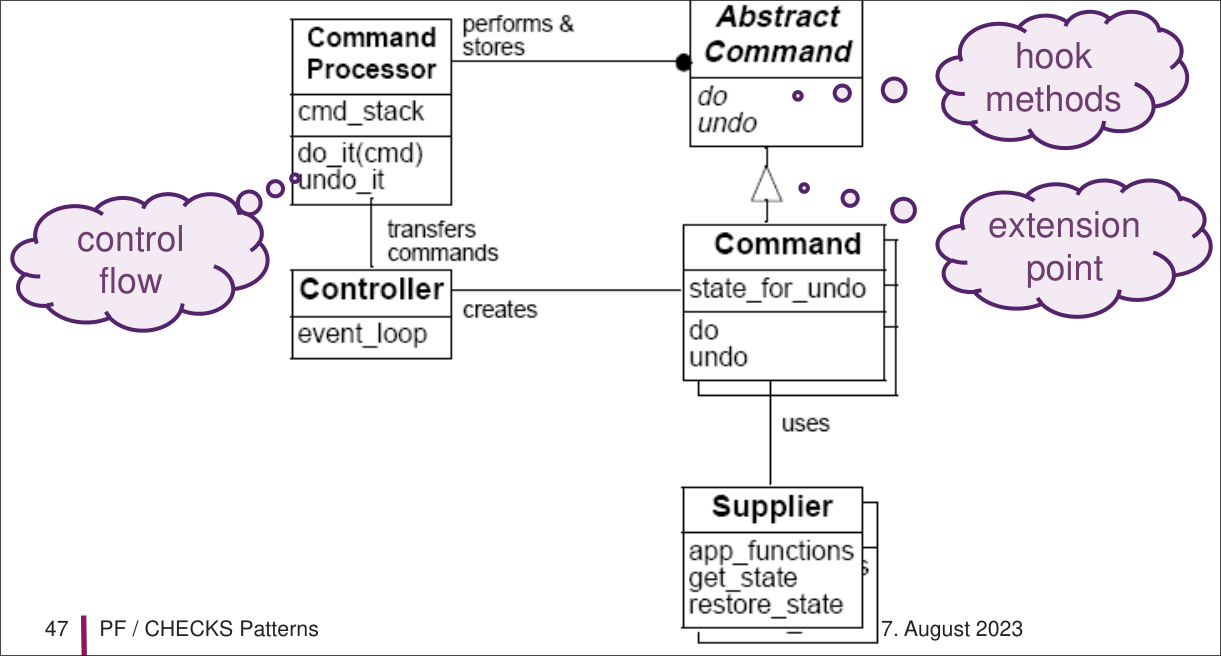 Command
Processor
cmd_stack
do_it(cmd)
undo_it
performs &
stores
Abstract
Command
do
undo
hook
methods
control
flow
transfers
commands
extension
point
Controller
event_loop
creates
Command
state_for_undo
do
undo
uses
Supplier
app_functions
get_state
restore_state
s
47
PF / CHECKS Patterns
7. August 2023